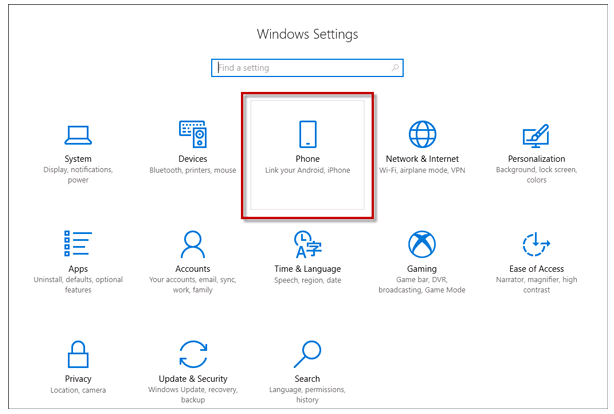 Windows Settings
Find a setting
System
Display, notifications,
power
Devices
Bluetooth, printers, mouse
Phone
Link your Android, iPhone
Network & Internet
Wi-Fi, airplane mode, VPN
Personalization
Background, lock screen,
colors
Apps
Uninstall, defaults, optional
features
Accounts
Your accounts, email, sync,
work, family
Time & Language
Speech, region, date
Gaming
Game bar, DVR,
broadcasting, Game Mode
Ease of Access
Narrator, magnifier, high
contrast
Privacy
Location, camera
Update & Security
Windows Update, recovery,
backup
Search
Language, permissions,
history